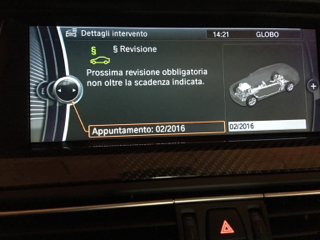 Dettagli intervento 14:21 GLOBO
§ § Revisione
Prossima revisione obbligatoria
non oltre la scadenza indicata.
Appuntamento: 02/2016 02/2016